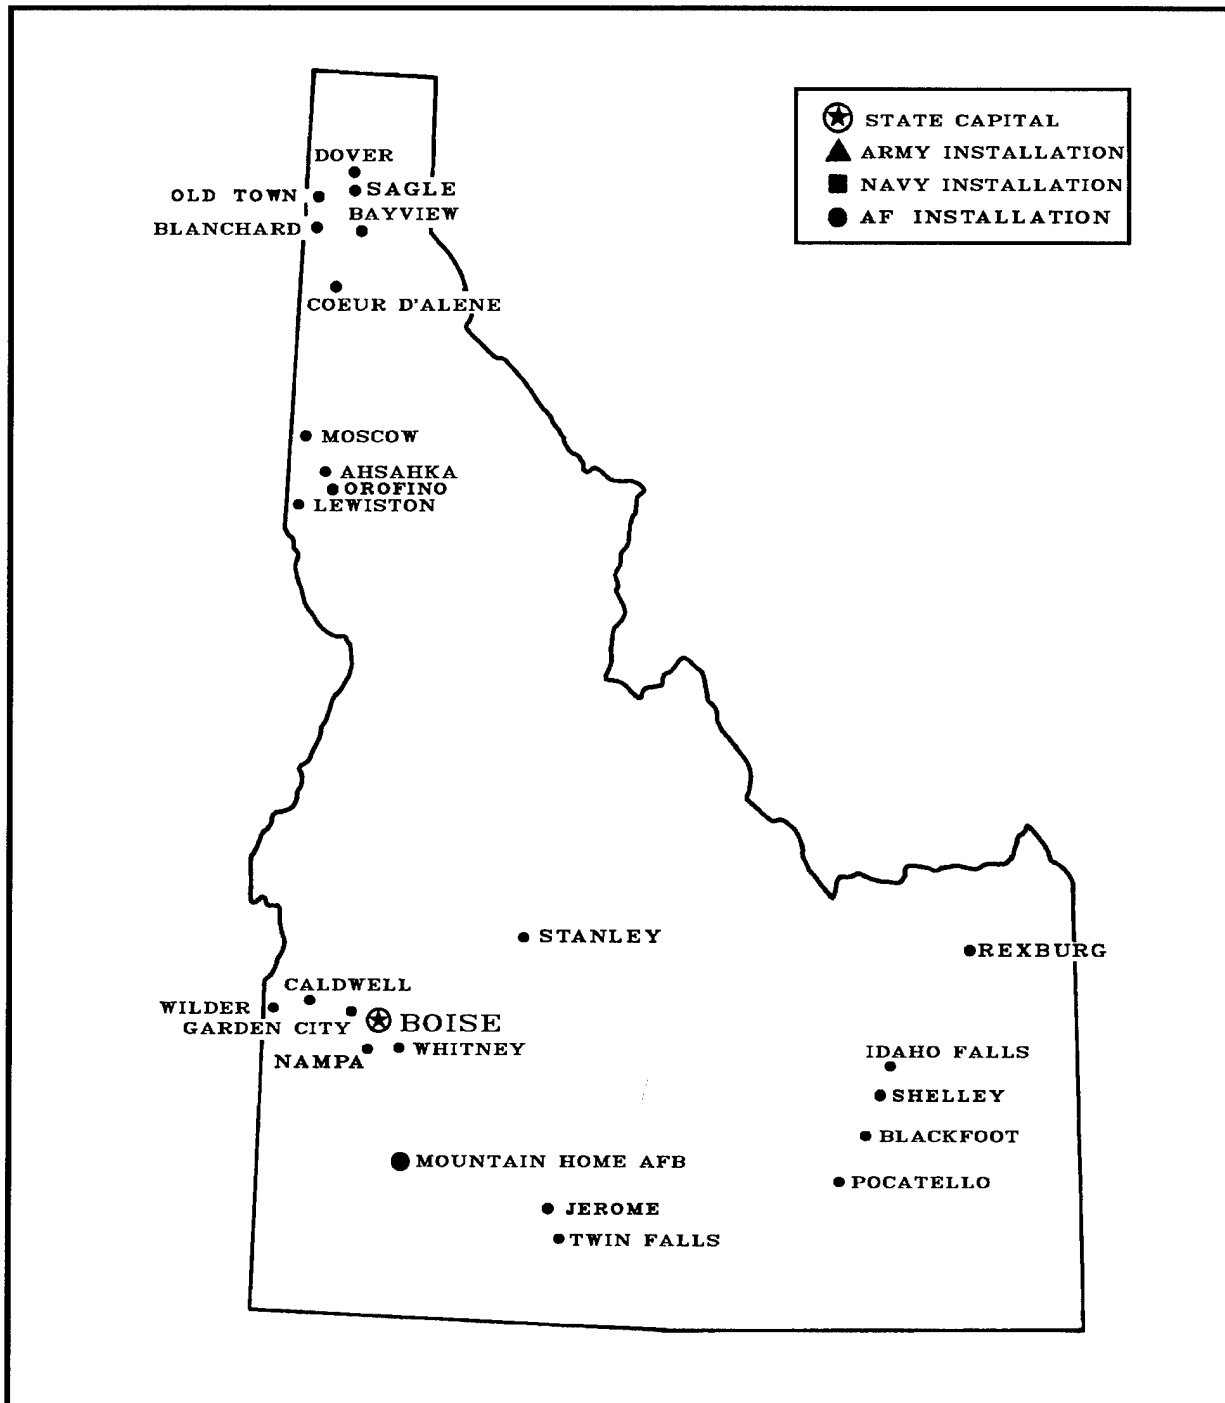 STATE CAPITAL
ARMY INSTALLATION
NAVY INSTALLATION
AF INSTALLATION
DOVER
OLD TOWN
SAGLE
BAYVIEW
BLANCHARD
COEUR D'ALENE
MOSCOW
AHSAHKA
OROFINO
LEWISTON
STANLEY
REXBURG
CALDWELL
WILDER
GARDEN CITY
BOISE
NAMPA
WHITNEY
IDAHO FALLS
SHELLEY
BLACKFOOT
MOUNTAIN HOME AFB
POCATELLO
JEROME
TWIN FALLS